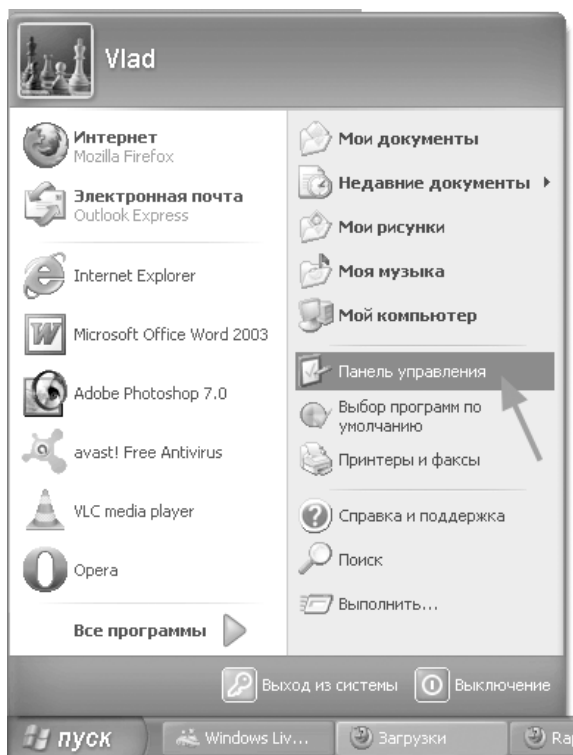 Vlad
Интернет
Mozilla Firefox
Электронная почта
Outlook Express
Internet Explorer
Microsoft Office Word 2003
Adobe Photoshop 7.0
avast! Free Antivirus
VLC media player
Opera
Все программы
Мои документы
Недавние документы
Мои рисунки
Моя музыка
Мой компьютер
Панель управления
Выбор программ по
умолчанию
Принтеры и факсы
Справка и поддержка
Поиск
Выполнить...
Выход из системы
Выключение
пуск
Windows Liv...
Загрузки